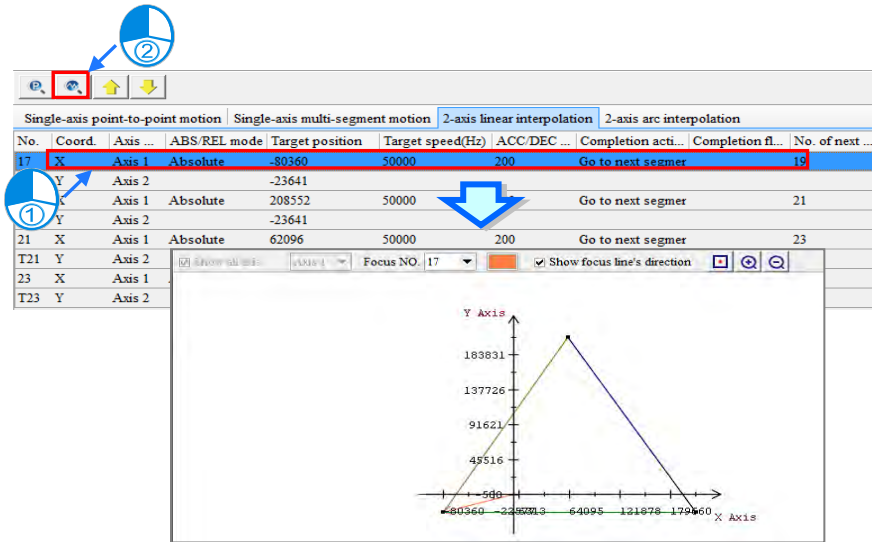 ②
Single-axis point-to-point motion Single-axis multi-segment motion 2-axis linear interpolation 2-axis arc interpolation
No. Coord. Axis ... ABS/REL mode Target position Target speed(Hz) ACC/DEC ... Completion acti... Completion fl... No. of next ...
17 X Axis 1 Absolute -80360 50000 200 Go to next segmer 19
Y Axis 2 -23641
X Axis 1 Absolute 208552 50000 Go to next segmer 21
①
Y Axis 2 -23641
21 X Axis 1 Absolute 62096 50000 200 Go to next segmer 23
T21 Y Axis 2
Focus NO. 17 Show focus line's direction
23 X Axis 1
T23 Y Axis 2
Y Axis
183831
137726
91621
45516
-589
-80360 64095 121878 179660
X Axis